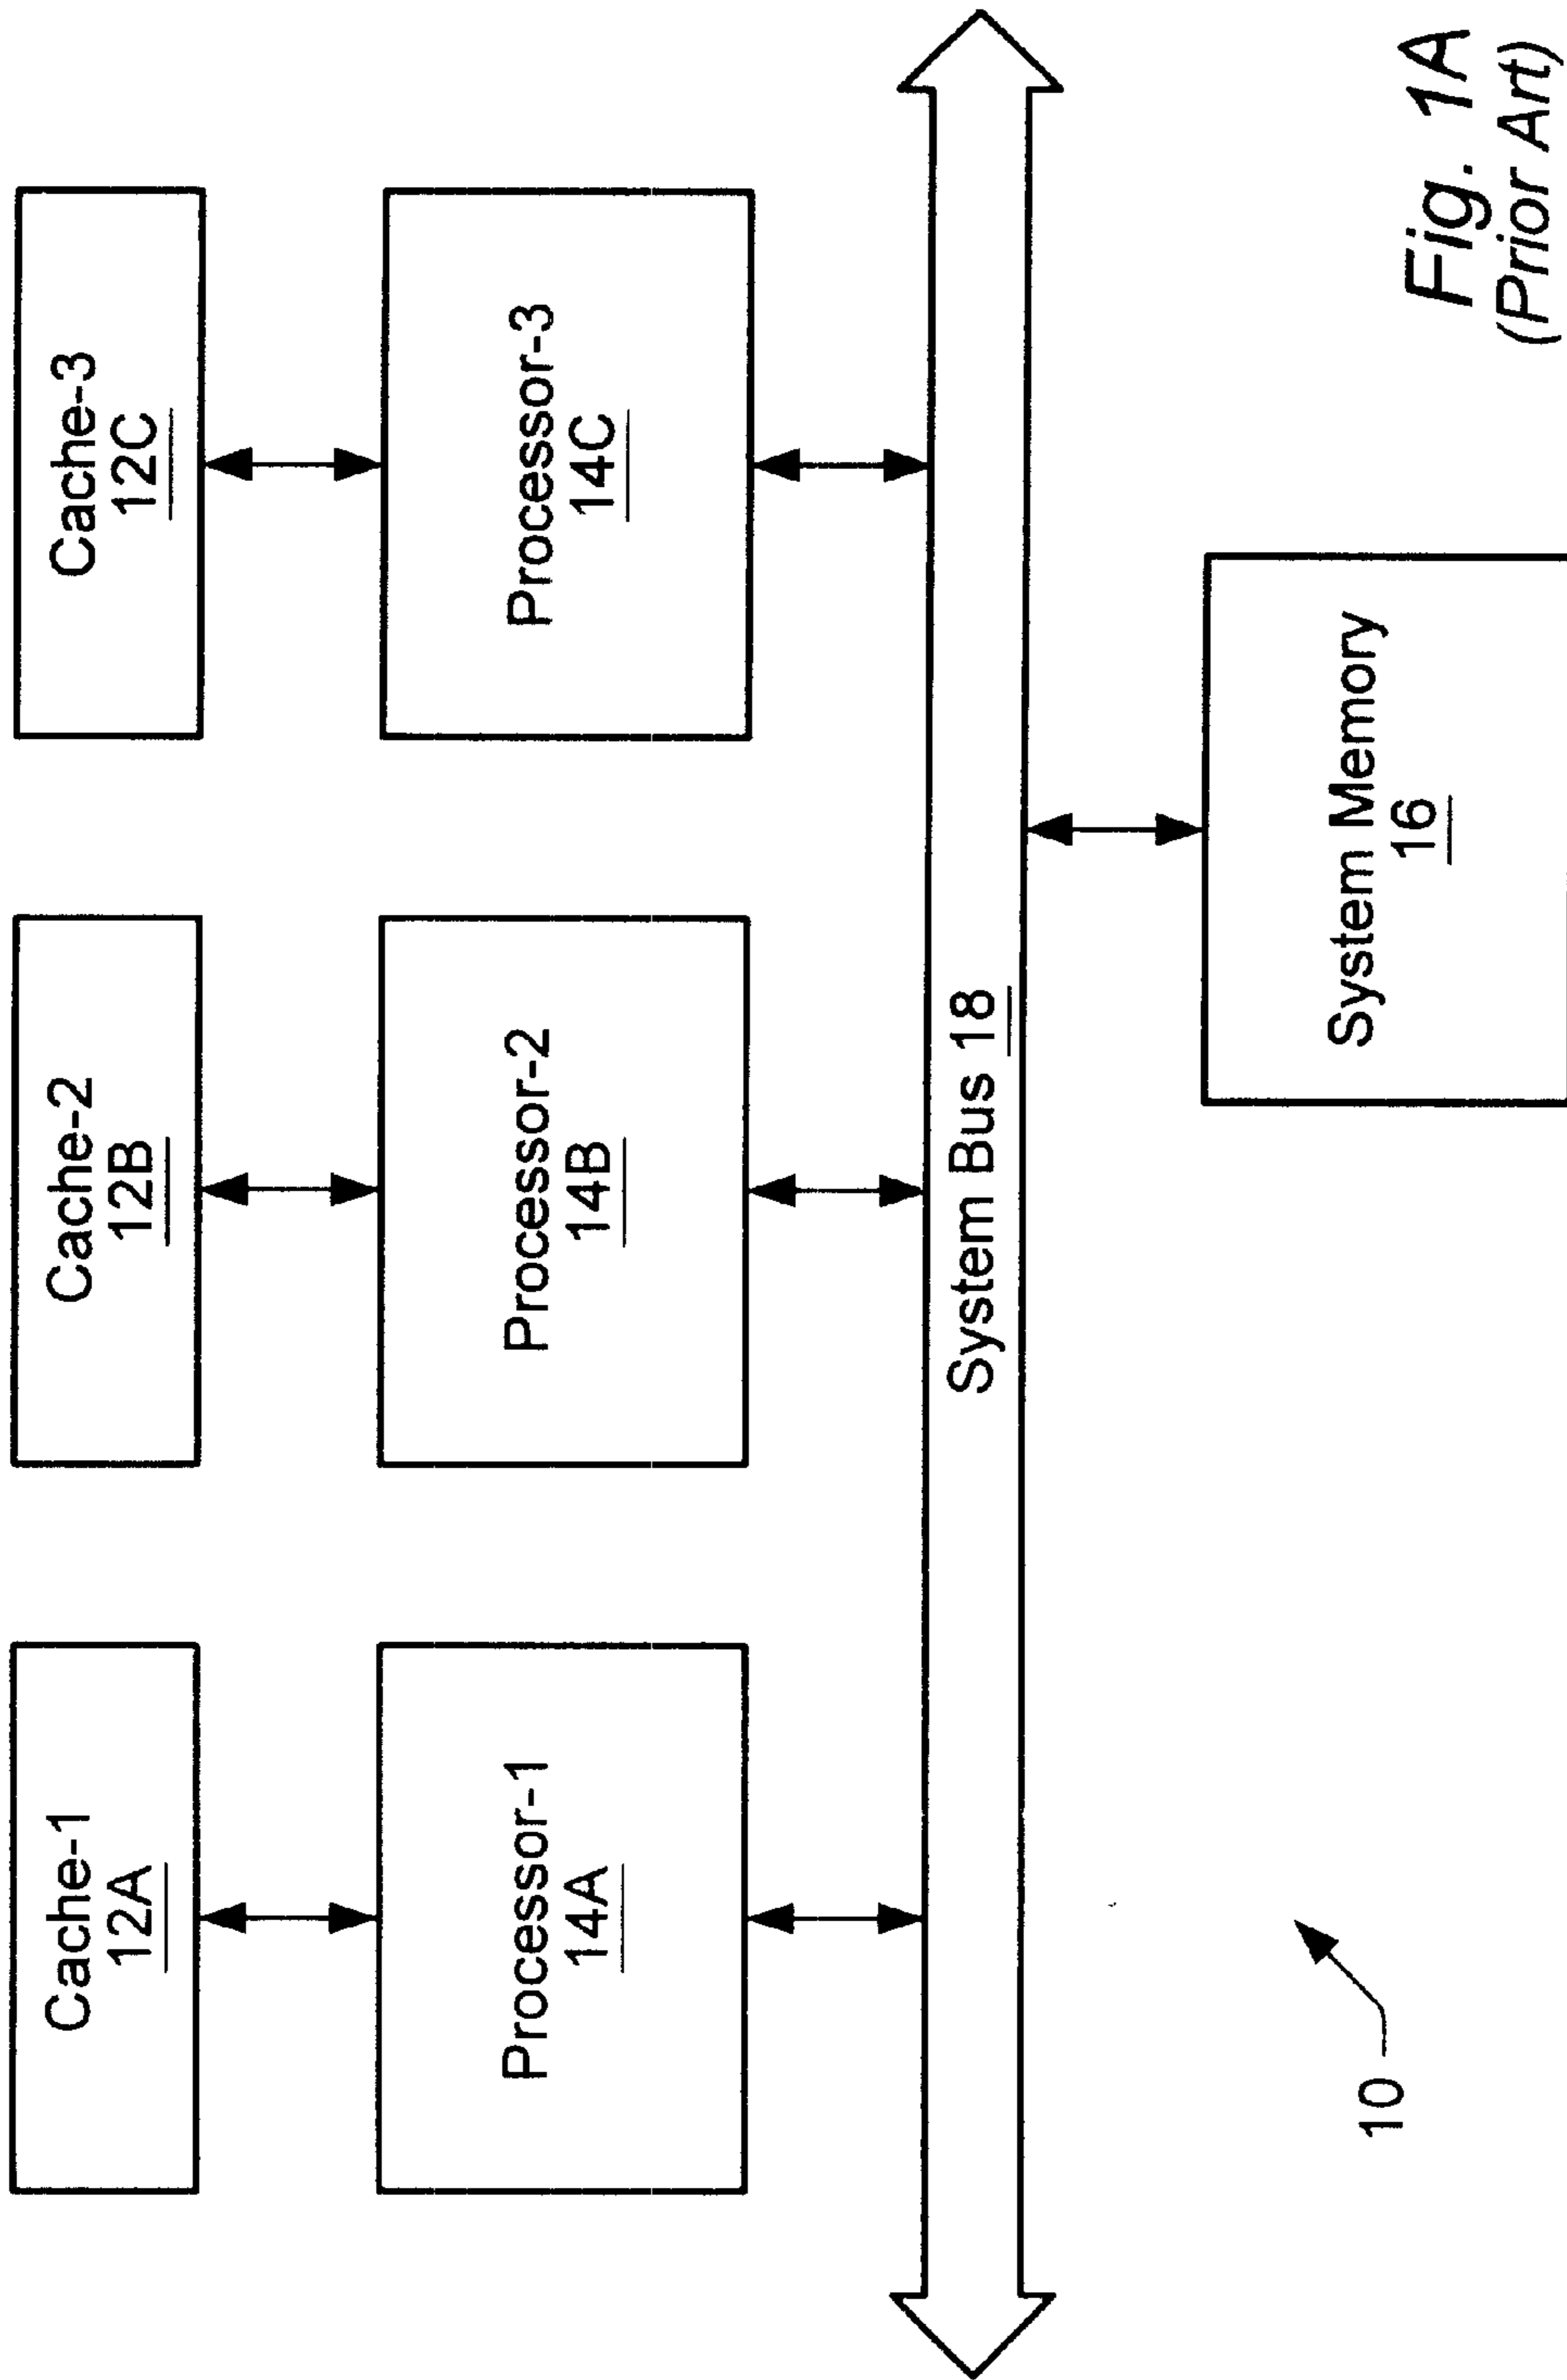 Cache-1
12A
Cache-2
12B
Cache-3
12C
Processor-1
14A
Processor-2
14B
Processor-3
14C
System Bus 18
System Memory
16
10
Fig. 1A
(Prior Art)